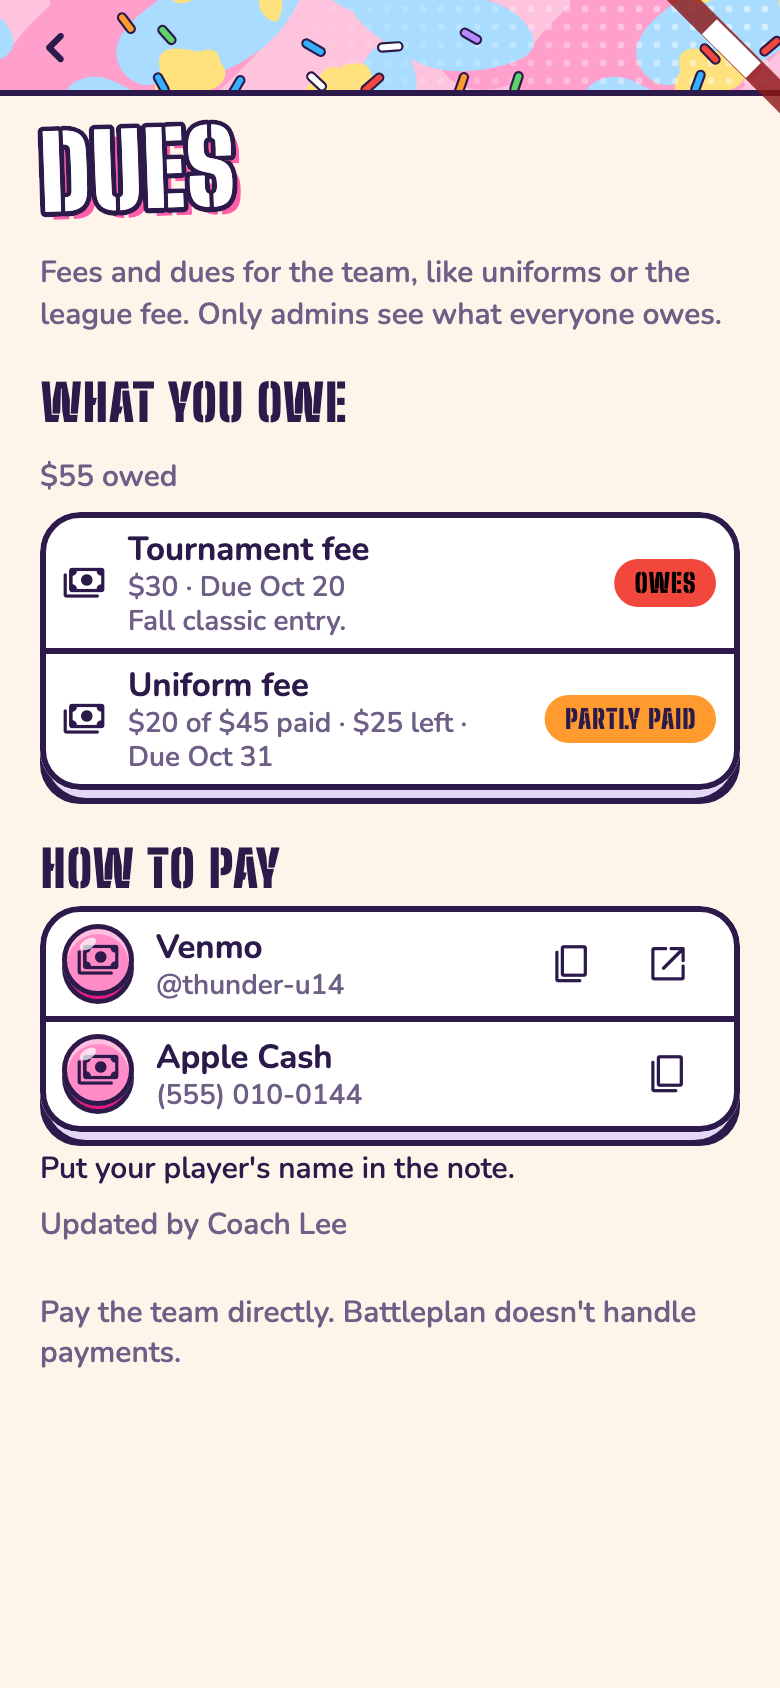 DUES
Fees and dues for the team, like uniforms or the
league fee. Only admins see what everyone owes.
WHAT YOU OWE
$55 owed
Tournament fee
$30 · Due Oct 20
Fall classic entry.
OWES
Uniform fee
$20 of $45 paid · $25 left ·
Due Oct 31
PARTLY PAID
HOW TO PAY
Venmo
@thunder-u14
Apple Cash
(555) 010-0144
Put your player's name in the note.
Updated by Coach Lee
Pay the team directly. Battleplan doesn't handle
payments.